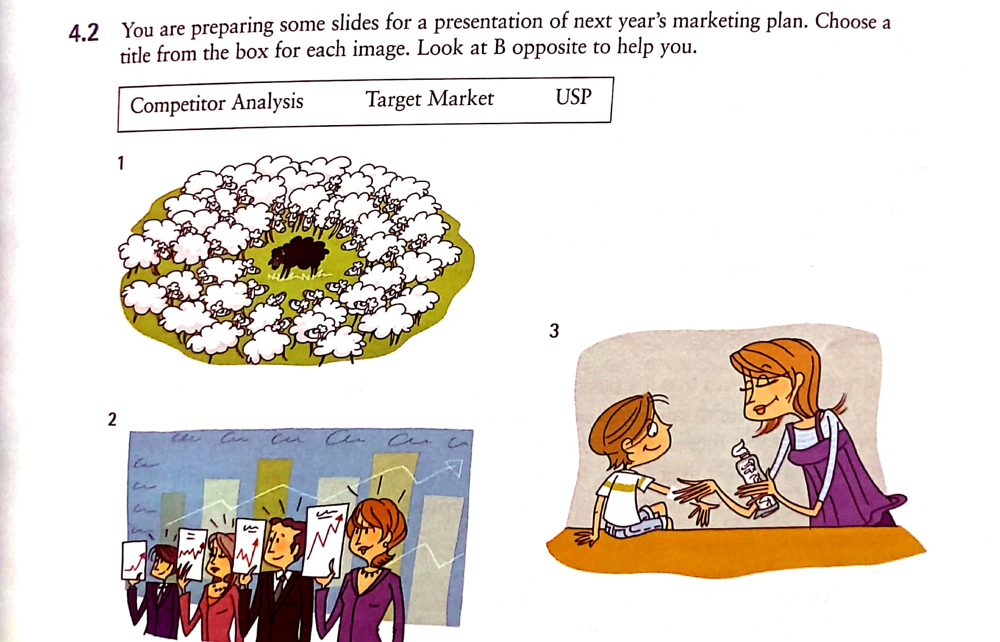 4.2 You are preparing some slides for a presentation of next year's marketing plan. Choose a
title from the box for each image. Look at B opposite to help you.
Competitor Analysis Target Market USP
1
2
3